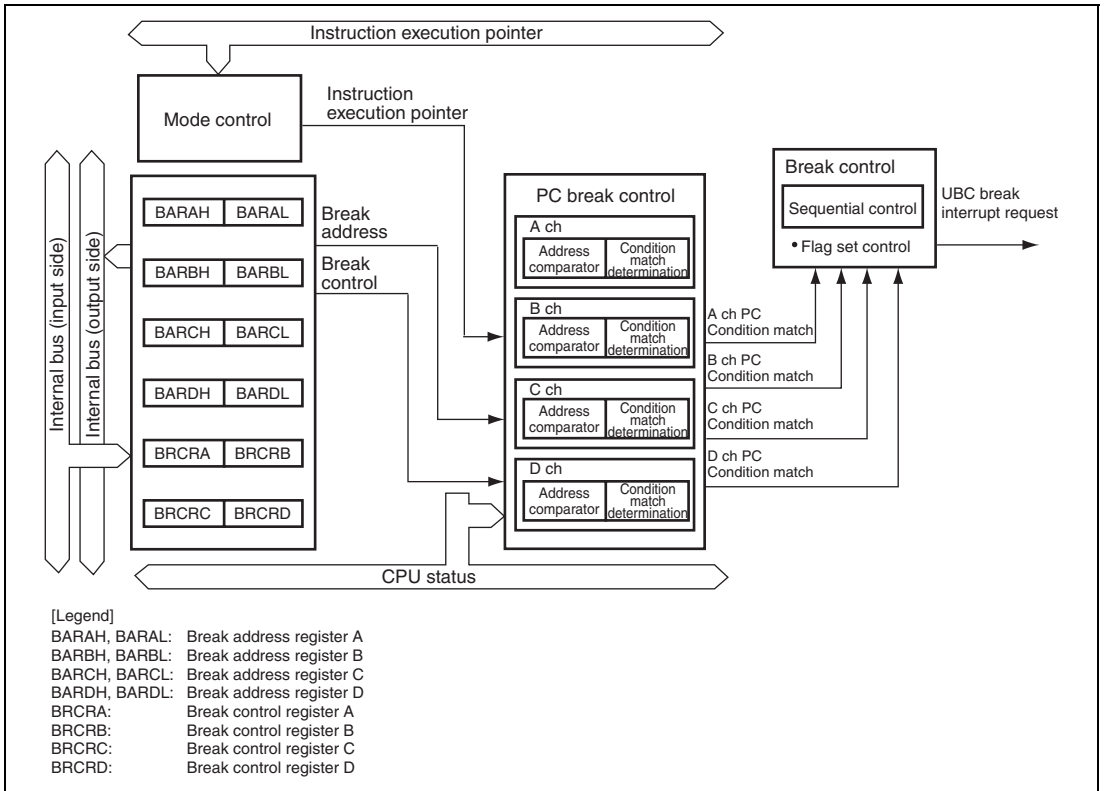 Instruction execution pointer
Mode control
Instruction
execution pointer
Internal bus (input side)
Internal bus (output side)
BARAH BARAL
BARBH BARBL
BARCH BARCL
BARDH BARDL
BRCRA BRCRB
BRCRC BRCRD
Break
address
Break
control
PC break control
A ch
Address
comparator
Condition
match
determination
B ch
Address
comparator
Condition
match
determination
C ch
Address
comparator
Condition
match
determination
D ch
Address
comparator
Condition
match
determination
A ch PC
Condition match
B ch PC
Condition match
C ch PC
Condition match
D ch PC
Condition match
Break control
Sequential control
• Flag set control
UBC break
interrupt request
CPU status
[Legend]
BARAH, BARAL: Break address register A
BARBH, BARBL: Break address register B
BARCH, BARCL: Break address register C
BARDH, BARDL: Break address register D
BRCRA: Break control register A
BRCRB: Break control register B
BRCRC: Break control register C
BRCRD: Break control register D